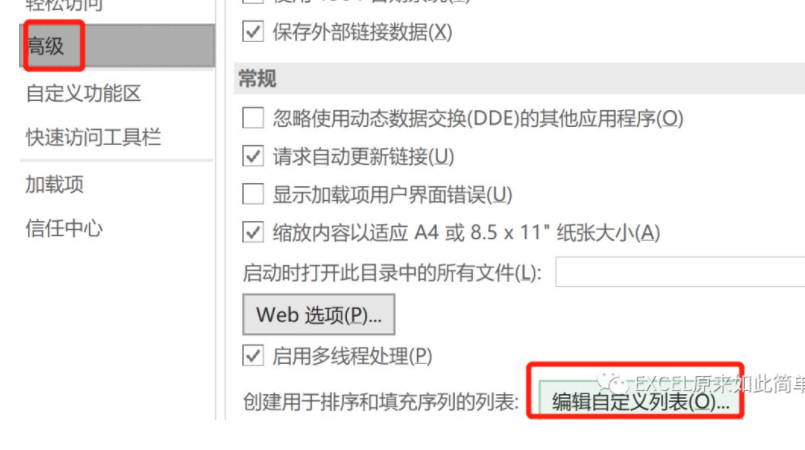 轻松访问
高级
自定义功能区
快速访问工具栏
加载项
信任中心
保存外部链接数据(X)
常规
忽略使用动态数据交换(DDE)的其他应用程序(O)
请求自动更新链接(U)
显示加载项用户界面错误(U)
缩放内容以适应 A4 或 8.5 x 11" 纸张大小(A)
启动时打开此目录中的所有文件(L):
Web 选项(P)...
启用多线程处理(P)
创建用于排序和填充序列的列表:
编辑自定义列表(O)...
EXCEL原来如此简单